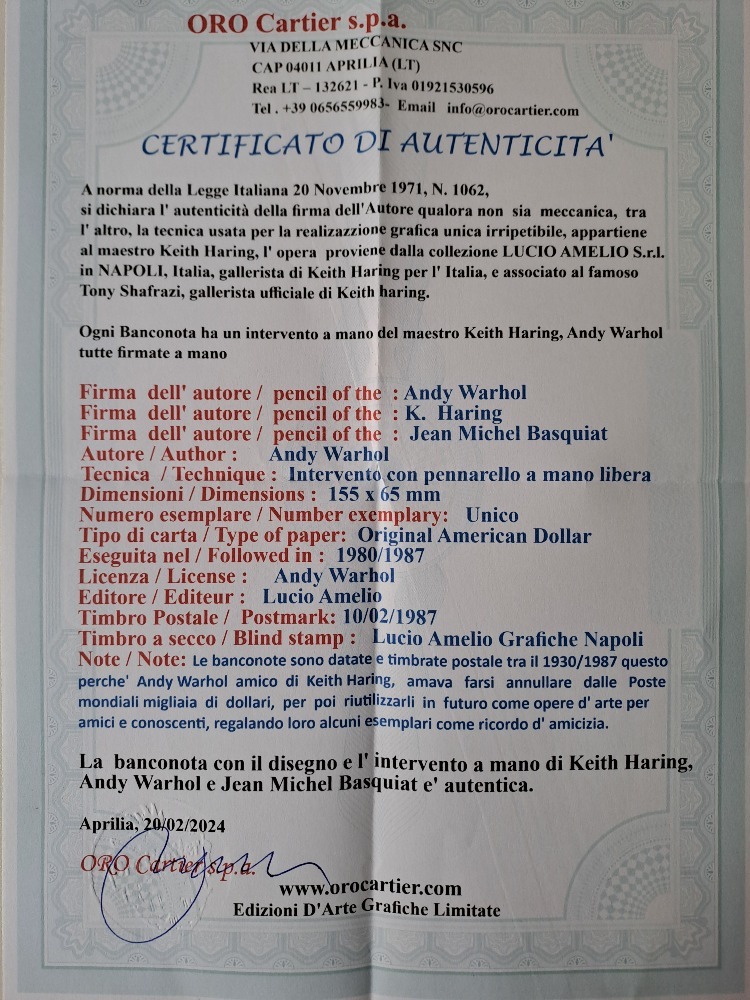 ORO Cartier s.p.a.
VIA DELLA MECCANICA SNC
CAP 04011 APRILIA (LT)
Rea LT – 132621 - P. Iva 01921530596
Tel . +39 0656559983- Email info@orocartier.com
CERTIFICATO DI AUTENTICITA'
A norma della Legge Italiana 20 Novembre 1971, N. 1062,
si dichiara l' autenticità della firma dell'Autore qualora non sia meccanica, tra
l' altro, la tecnica usata per la realizazzione grafica unica irripetibile, appartiene
al maestro Keith Haring, l' opera proviene dalla collezione LUCIO AMELIO S.r.l.
in NAPOLI, Italia, gallerista di Keith Haring per l' Italia, e associato al famoso
Tony Shafrazi, gallerista ufficiale di Keith haring.
Ogni Banconota ha un intervento a mano del maestro Keith Haring, Andy Warhol
tutte firmate a mano
Firma dell' autore / pencil of the : Andy Warhol
Firma dell' autore / pencil of the : K. Haring
Firma dell' autore / pencil of the : Jean Michel Basquiat
Autore / Author : Andy Warhol
Tecnica / Technique : Intervento con pennarello a mano libera
Dimensioni / Dimensions : 155 x 65 mm
Numero esemplare / Number exemplary: Unico
Tipo di carta / Type of paper: Original American Dollar
Eseguita nel / Followed in : 1980/1987
Licenza / License : Andy Warhol
Editore / Editeur : Lucio Amelio
Timbro Postale / Postmark: 10/02/1987
Timbro a secco / Blind stamp : Lucio Amelio Grafiche Napoli
Note / Note: Le banconote sono datate e timbrate postale tra il 1930/1987 questo
perche' Andy Warhol amico di Keith Haring, amava farsi annullare dalle Poste
mondiali migliaia di dollari, per poi riutilizzarli in futuro come opere d' arte per
amici e conoscenti, regalando loro alcuni esemplari come ricordo d' amicizia.
La banconota con il disegno e l' intervento a mano di Keith Haring,
Andy Warhol e Jean Michel Basquiat e' autentica.
Aprilia, 20/02/2024
ORO Cartier s.p.a.
www.orocartier.com
Edizioni D'Arte Grafiche Limitate